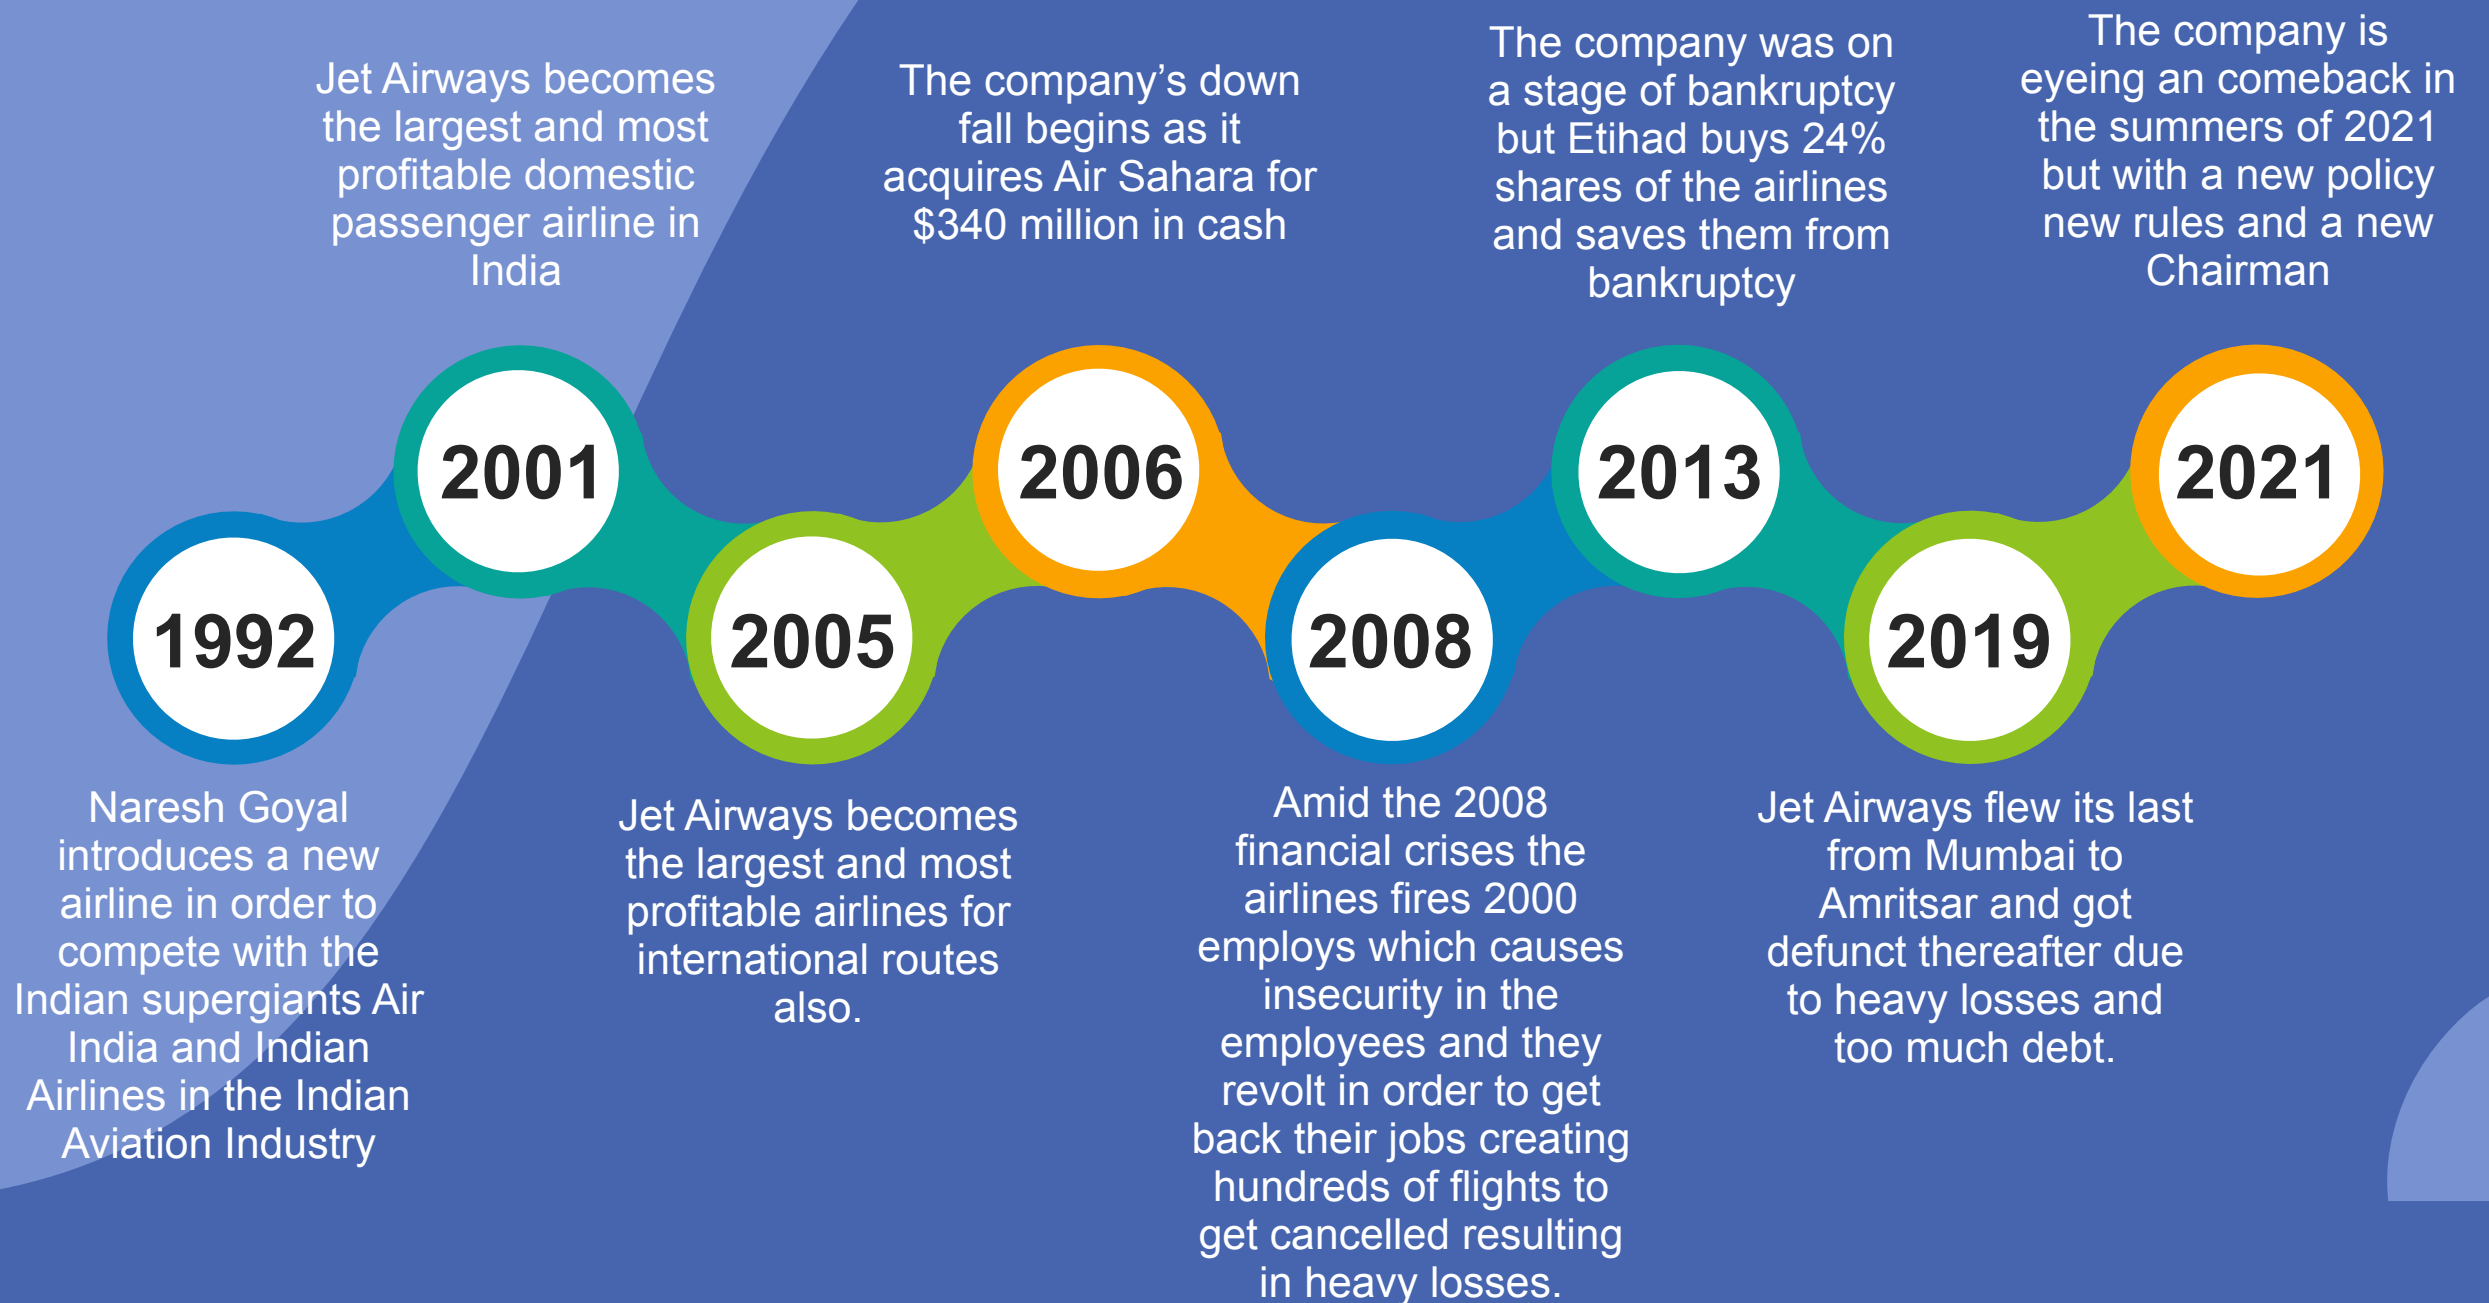 Jet Airways becomes
the largest and most
profitable domestic
passenger airline in
India
The company’s down
fall begins as it
acquires Air Sahara for
$340 million in cash
The company was on
a stage of bankruptcy
but Etihad buys 24%
shares of the airlines
and saves them from
bankruptcy
The company is
eyeing an comeback in
the summers of 2021
but with a new policy
new rules and a new
Chairman
2001
2006
2013
2021
1992
2005
2008
2019
Naresh Goyal
introduces a new
airline in order to
compete with the
Indian supergiants Air
India and Indian
Airlines in the Indian
Aviation Industry
Jet Airways becomes
the largest and most
profitable airlines for
international routes
also.
Amid the 2008
financial crises the
airlines fires 2000
employs which causes
insecurity in the
employees and they
revolt in order to get
back their jobs creating
hundreds of flights to
get cancelled resulting
in heavy losses.
Jet Airways flew its last
from Mumbai to
Amritsar and got
defunct thereafter due
to heavy losses and
too much debt.